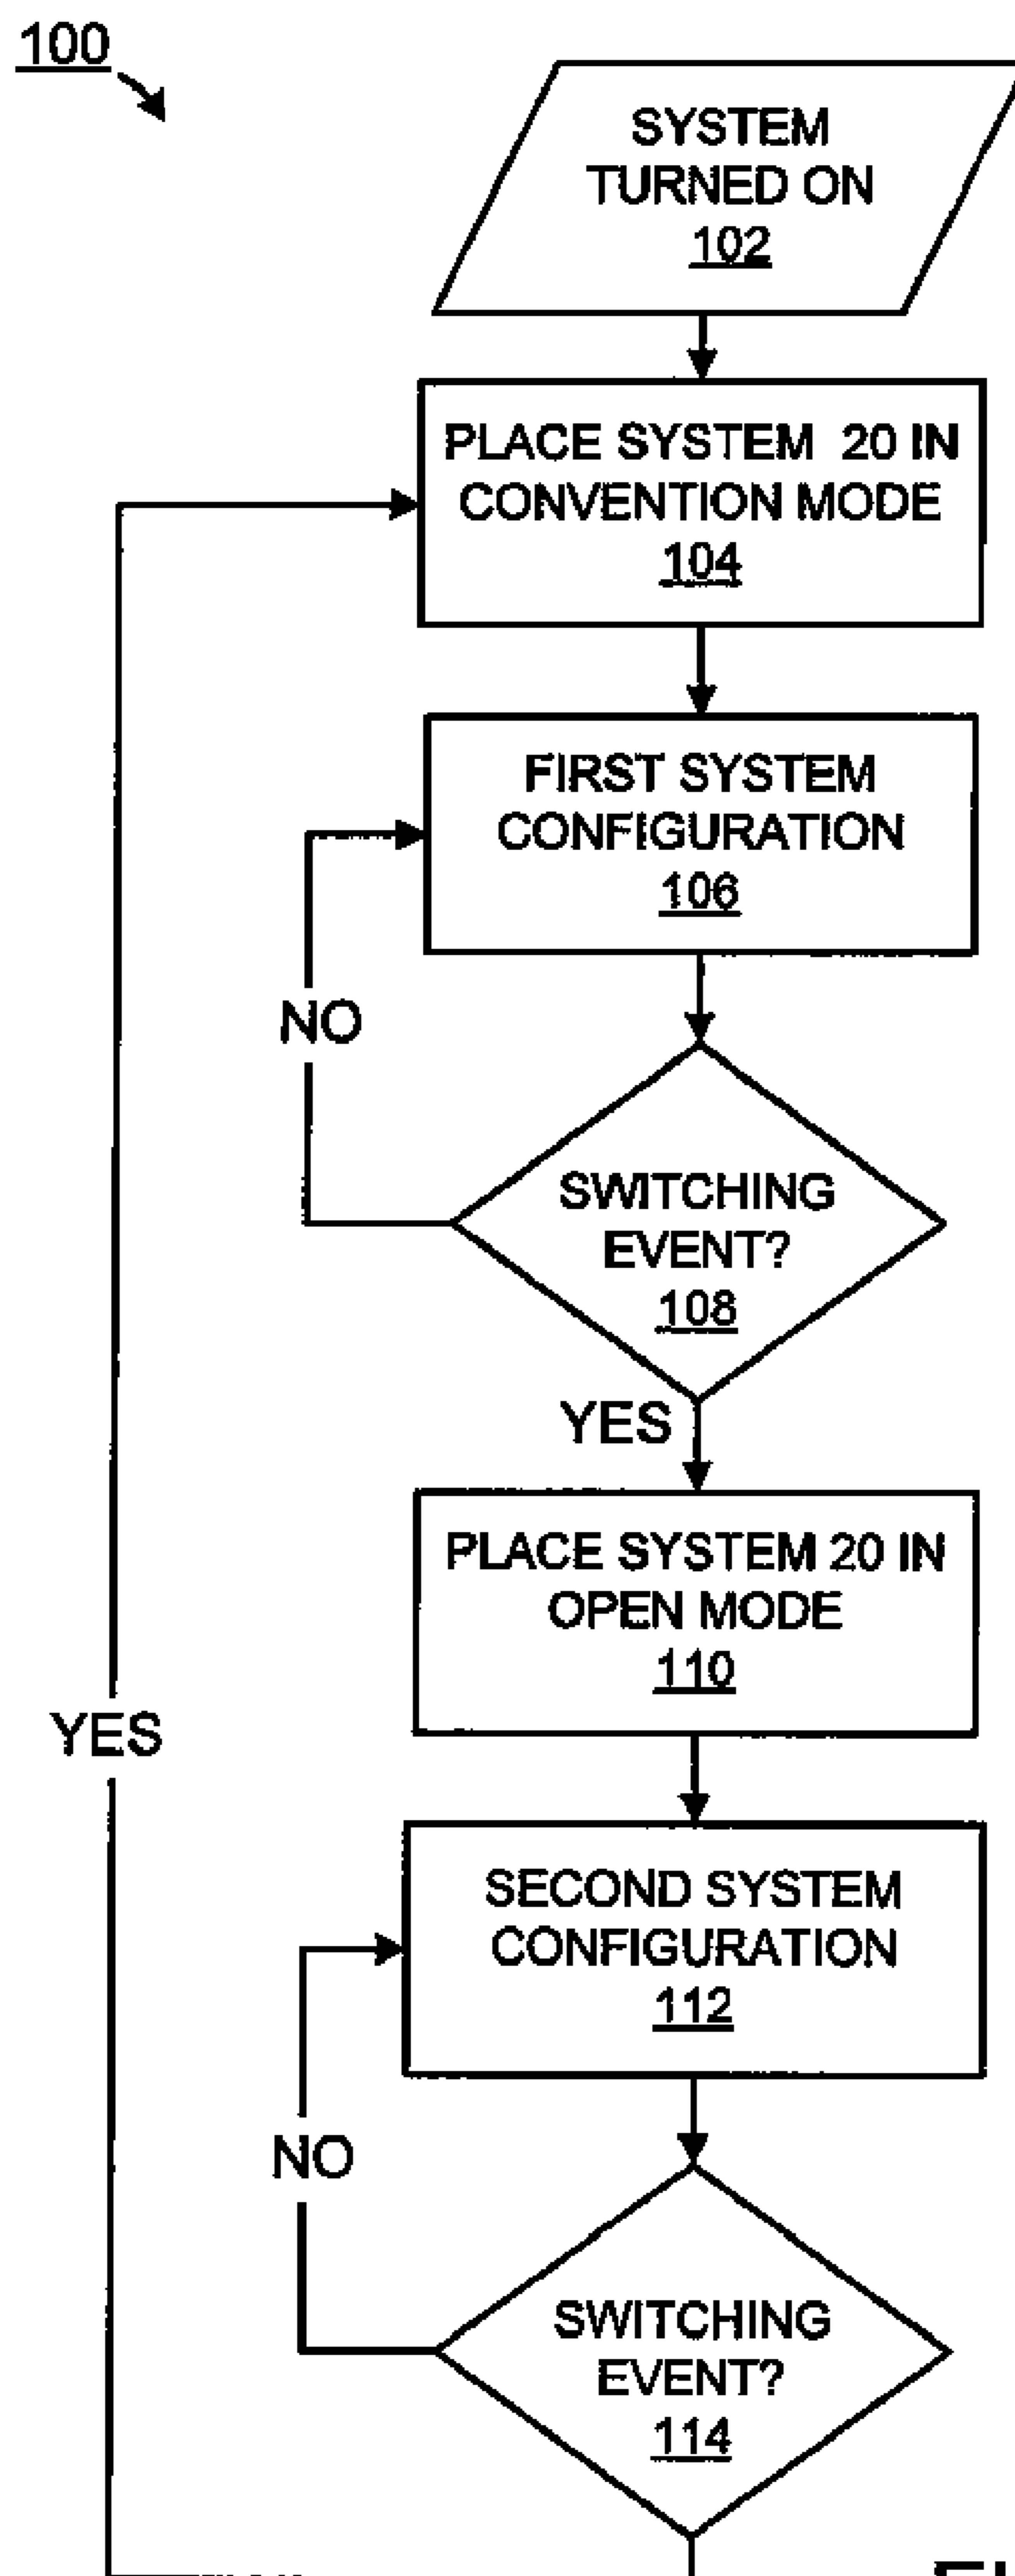 100
SYSTEM
TURNED ON
102
PLACE SYSTEM 20 IN
CONVENTION MODE
104
FIRST SYSTEM
CONFIGURATION
106
NO
SWITCHING
EVENT?
108
YES
PLACE SYSTEM 20 IN
OPEN MODE
110
YES
SECOND SYSTEM
CONFIGURATION
112
NO
SWITCHING
EVENT?
114